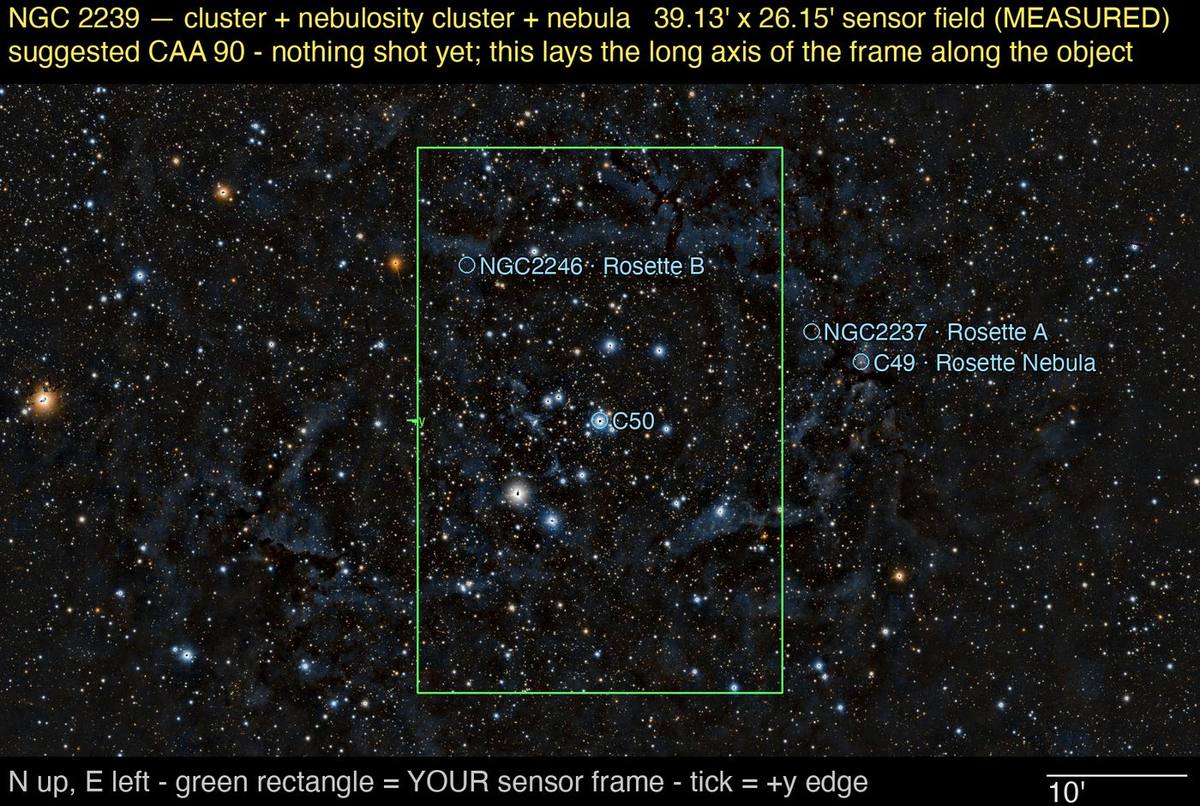 NGC 2239 — cluster + nebulosity cluster + nebula 39.13' x 26.15' sensor field (MEASURED)
suggested CAA 90 - nothing shot yet; this lays the long axis of the frame along the object
NGC2246 · Rosette B
NGC2237 · Rosette A
C49 · Rosette Nebula
C50
y
N up, E left - green rectangle = YOUR sensor frame - tick = +y edge
10'